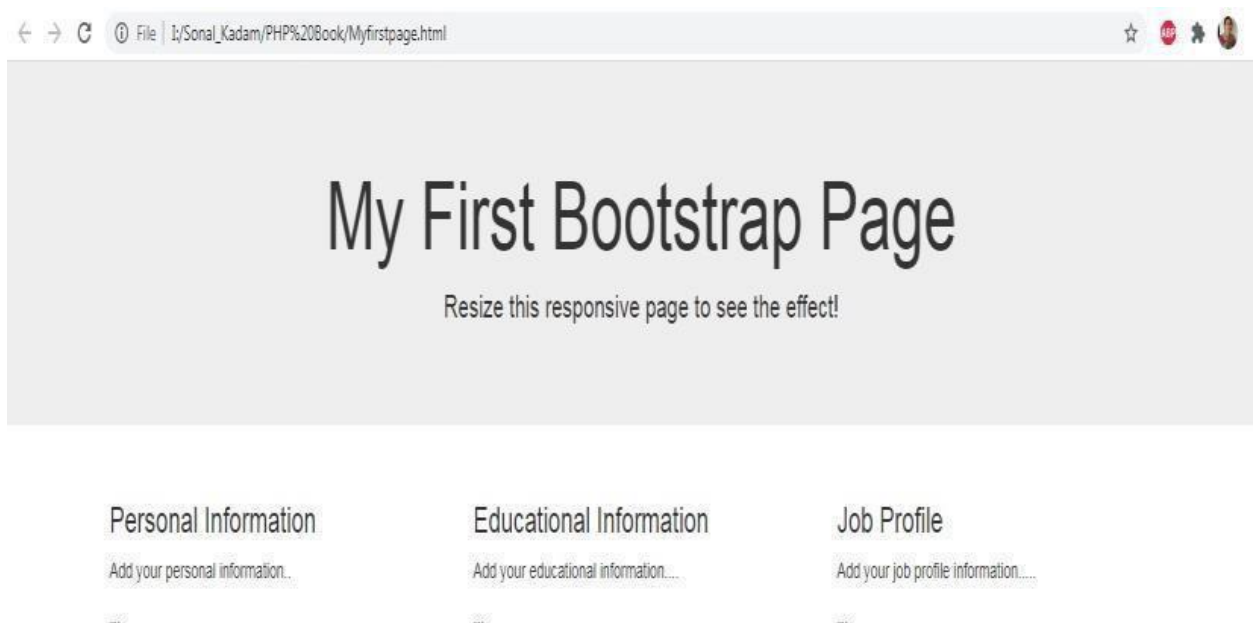 File I:/Sonal_Kadam/PHP%20Book/Myfirstpage.html
ABP
My First Bootstrap Page
Resize this responsive page to see the effect!
Personal Information Educational Information Job Profile
Add your personal information.. Add your educational information.... Add your job profile information.....
... ... ...